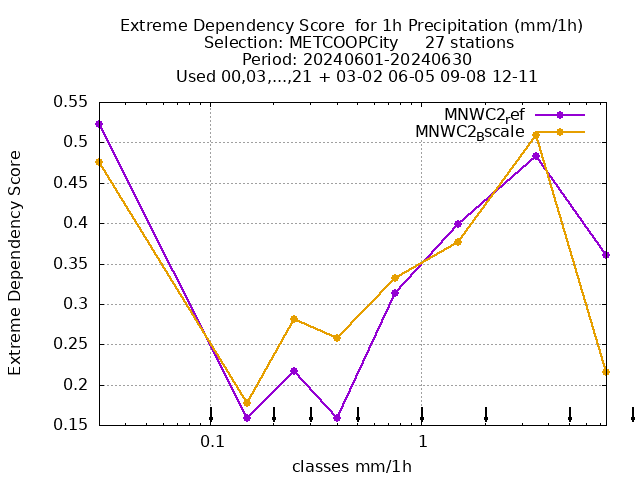 Extreme Dependency Score  for 1h Precipitation (mm/1h)
Selection: METCOOPCity     27 stations
Period: 20240601-20240630
Used 00,03,...,21 + 03-02 06-05 09-08 12-11
MNWC2ref
MNWC2Bscale
Extreme Dependency Score
0.55
0.5
0.45
0.4
0.35
0.3
0.25
0.2
0.15
0.1 1
classes mm/1h